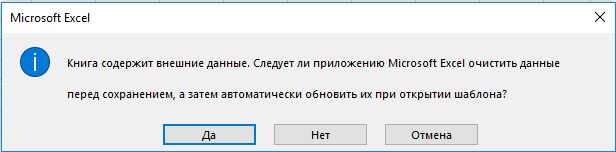 Microsoft Excel
Книга содержит внешние данные. Следует ли приложению Microsoft Excel очистить данные
перед сохранением, а затем автоматически обновить их при открытии шаблона?
Да
Нет
Отмена